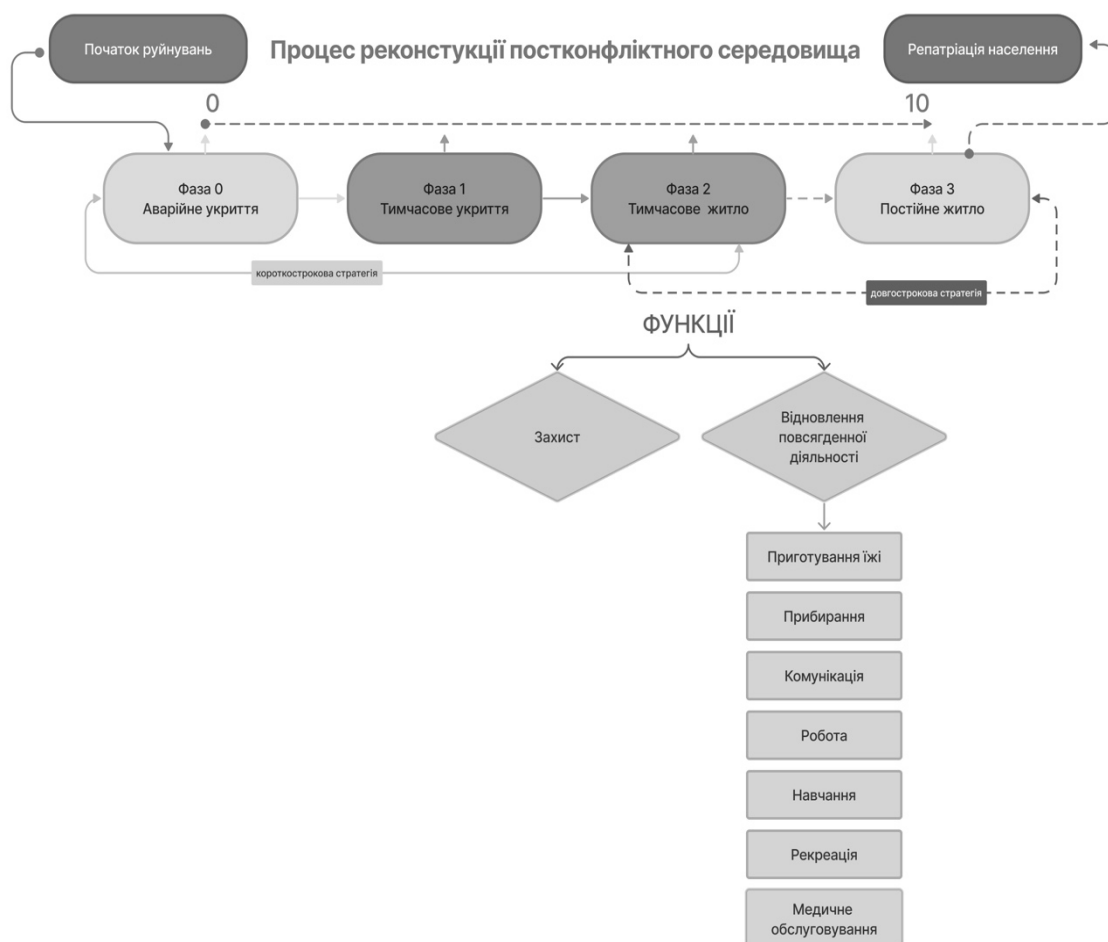 Початок руйнувань
Процес реконстукції постконфліктного середовища
Репатріація населення
0
10
Фаза 0
Аварійне укриття
Фаза 1
Тимчасове укриття
Фаза 2
Тимчасове житло
Фаза 3
Постійне житло
короткострокова стратегія
довгострокова стратегія
ФУНКЦІЇ
Захист
Відновлення
повсягденної
діяльності
Приготування їжі
Прибирання
Комунікація
Робота
Навчання
Рекреація
Медичне
обслуговування